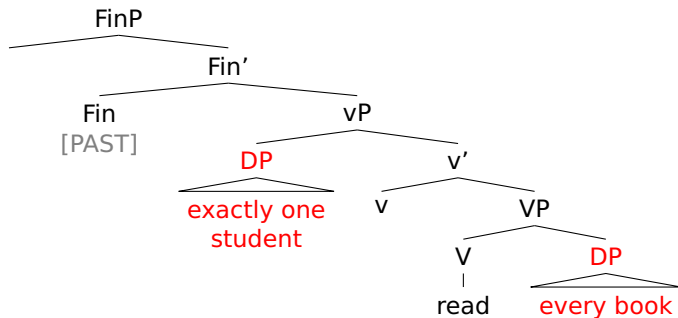 FinP
Fin’
Fin vP
[PAST] DP v’
exactly one v VP
student V DP
read every book